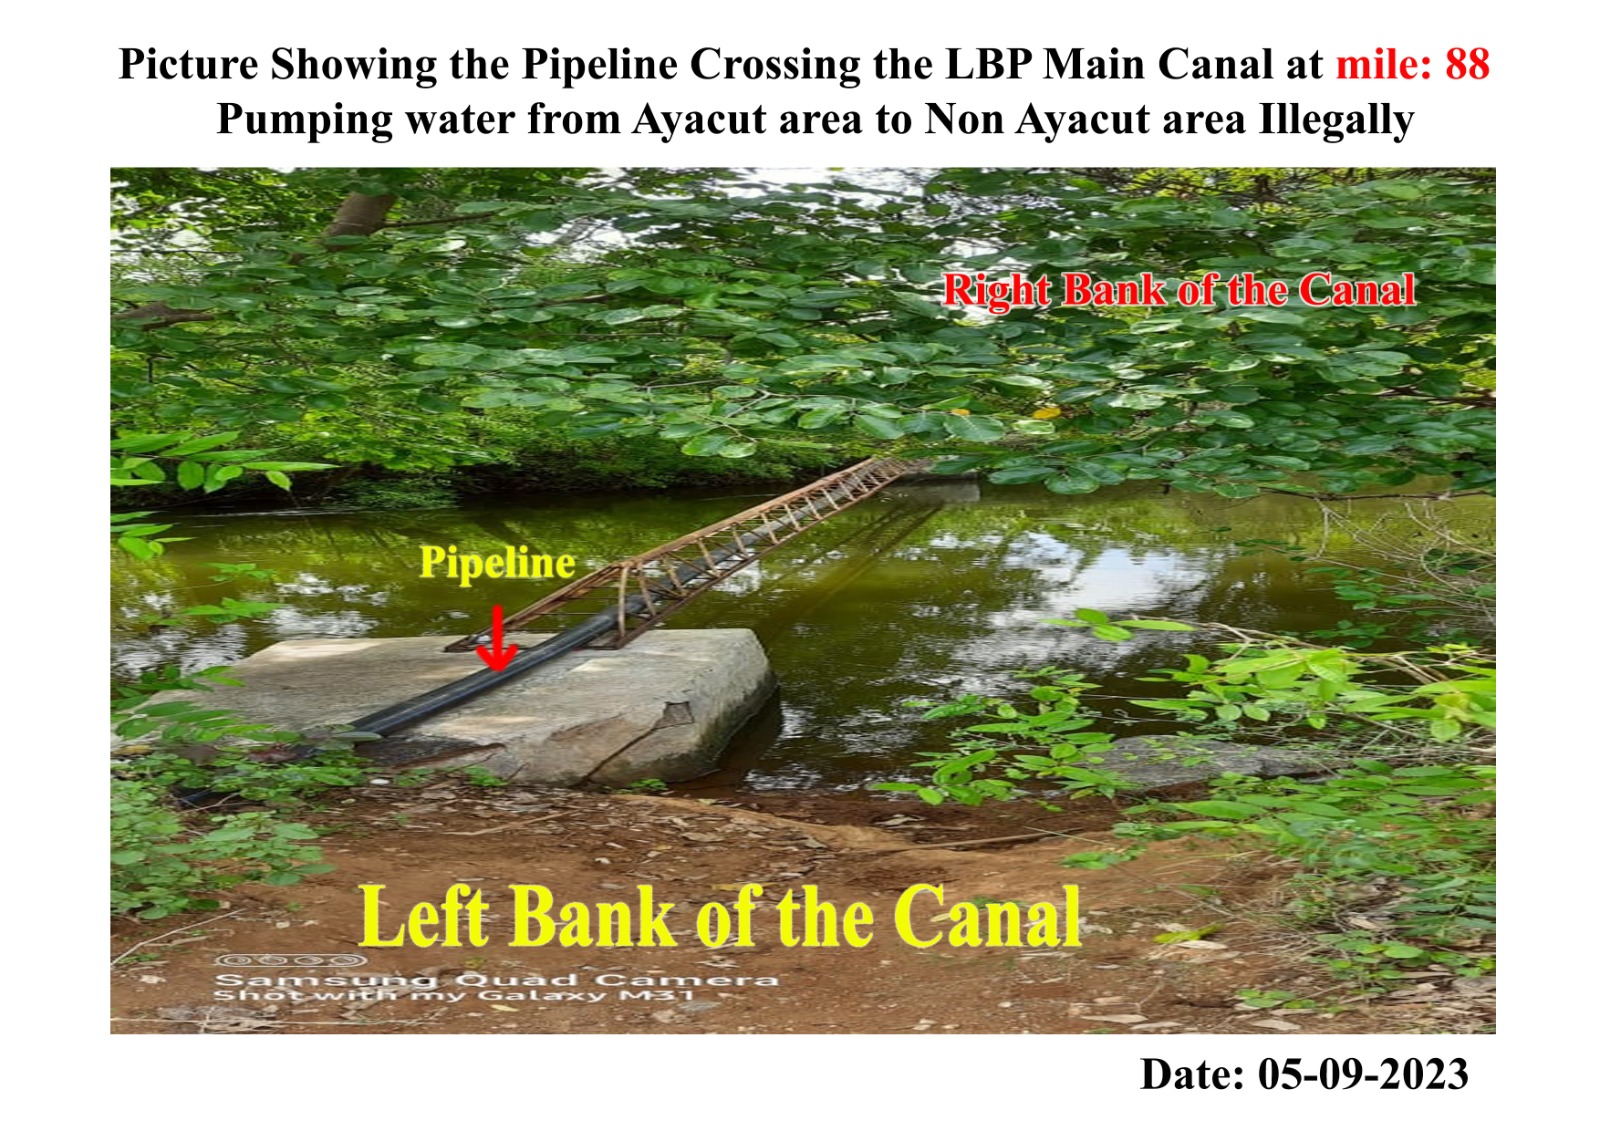 Picture Showing the Pipeline Crossing the LBP Main Canal at mile: 88
Pumping water from Ayacut area to Non Ayacut area Illegally
Right Bank of the Canal
Pipeline
Left Bank of the Canal
Samsung Quad Camera
Shot with my Galaxy M31
Date: 05-09-2023